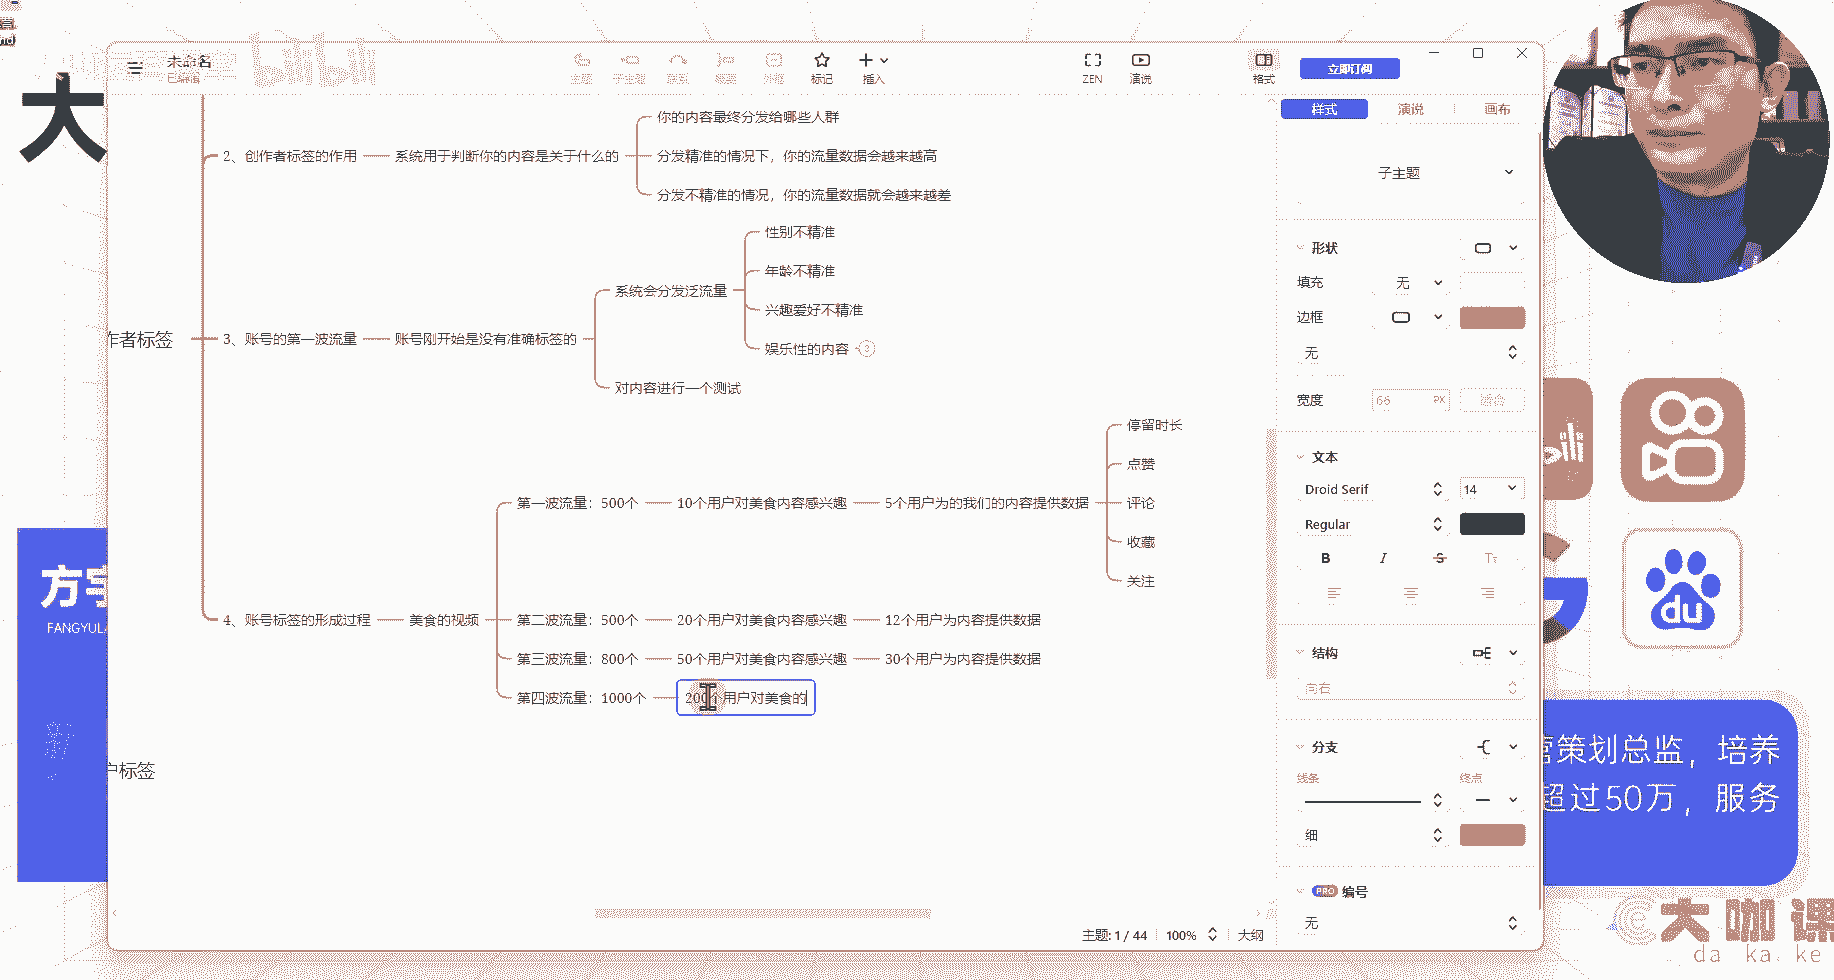 未命名
已编辑
bilibili
主题
子主题
联系
概要
外框
标记
插入
ZEN
演说
格式
立即订阅
大
样式
演说
画布
子主题
形状
填充
无
边框
无
宽度
66
PX
适合
文本
Droid Serif
14
Regular
B
I
S
Tт
结构
向右
分支
线条
终点
细
PRO
编号
无
你的内容最终分发给哪些人群
2、创作者标签的作用
系统用于判断你的内容是关于什么的
分发精准的情况下，你的流量数据会越来越高
分发不精准的情况，你的流量数据就会越来越差
性别不精准
年龄不精准
系统会分发泛流量
兴趣爱好不精准
作者标签
3、账号的第一波流量
账号刚开始是没有准确标签的
娱乐性的内容
对内容进行一个测试
停留时长
点赞
第一波流量：500个
10个用户对美食内容感兴趣
5个用户为的我们的内容提供数据
评论
收藏
关注
4、账号标签的形成过程
美食的视频
第二波流量：500个
20个用户对美食内容感兴趣
12个用户为内容提供数据
第三波流量：800个
50个用户对美食内容感兴趣
30个用户为内容提供数据
第四波流量：1000个
200个用户对美食的
户标签
主题: 1 / 44
100%
大纲
方宇
FANGYUL
du
营策划总监，培养
超过50万，服务
大咖课
da ka ke